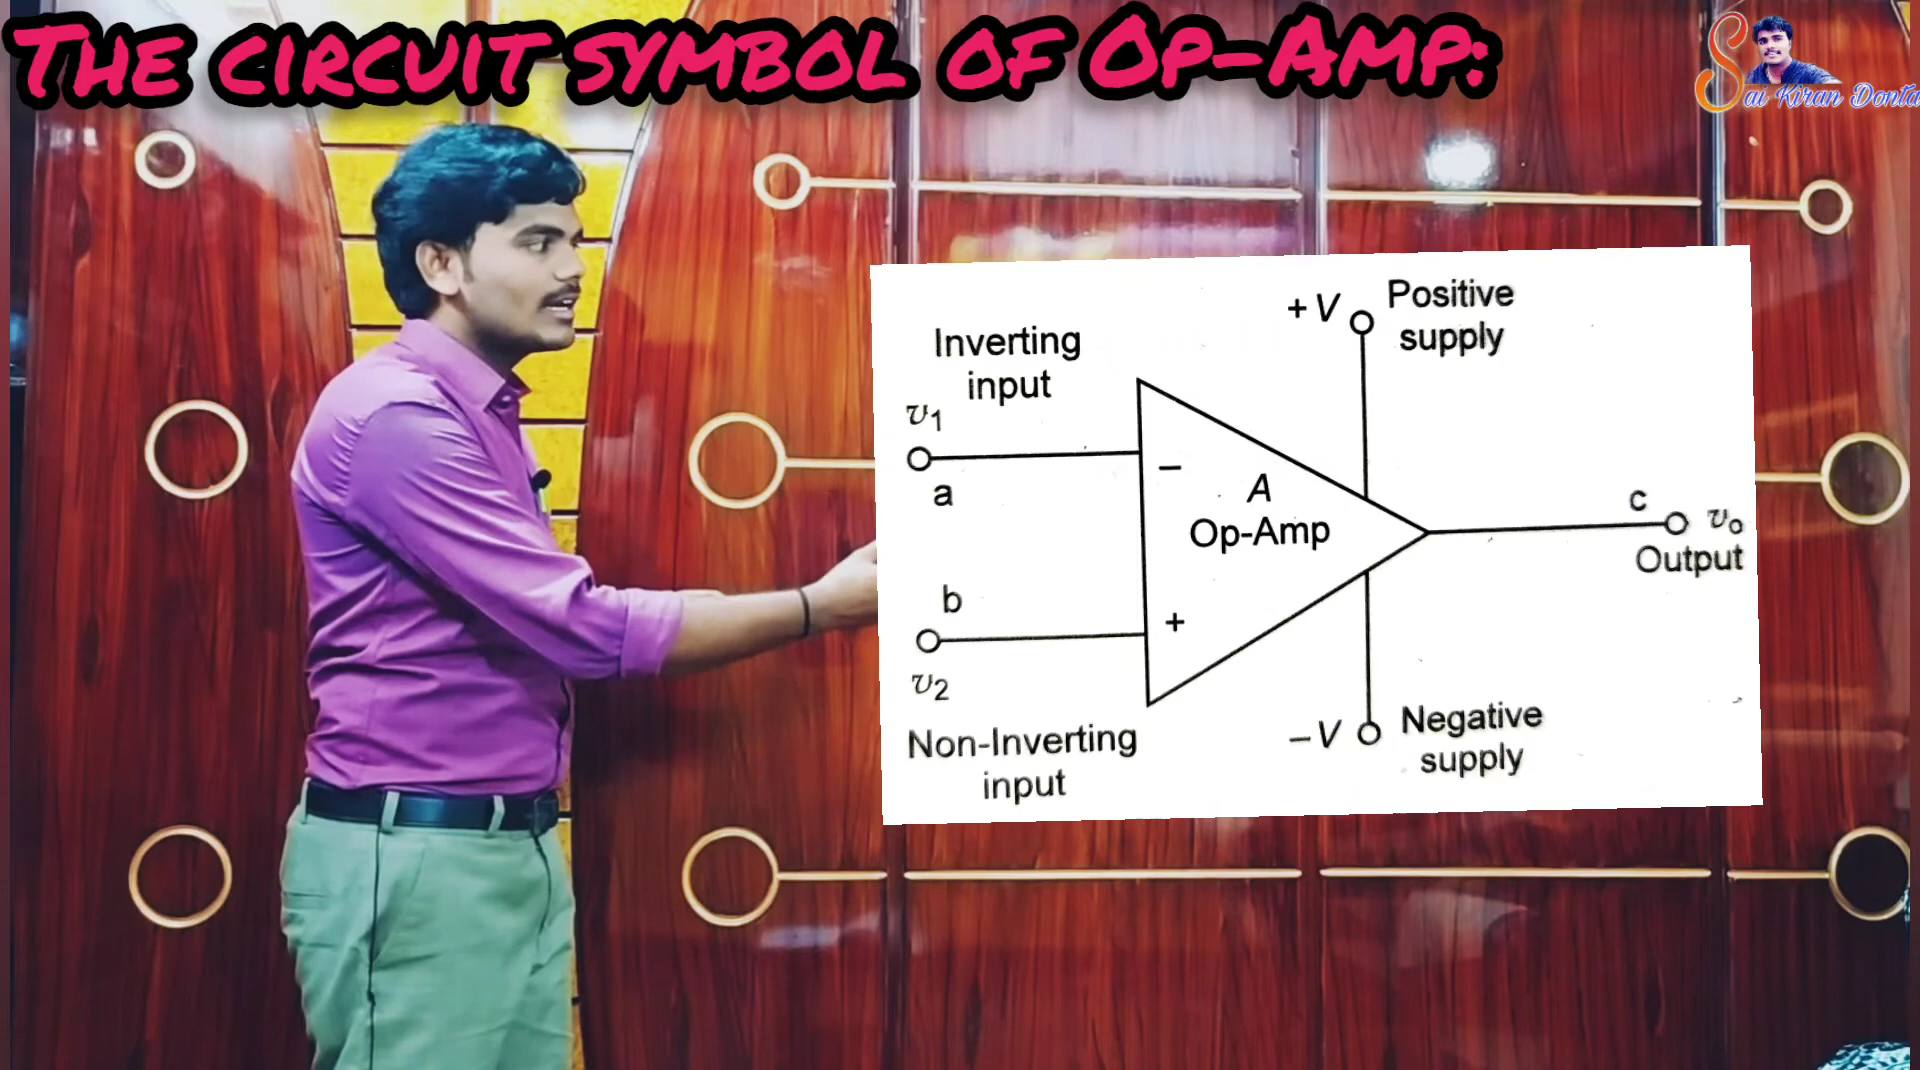 The circuit symbol of Op-Amp:
Sai Kiran Donta
+V
Positive
supply
Inverting
input
v1
a
−
A
Op-Amp
c
vo
Output
b
+
v2
Non-Inverting
input
−V
Negative
supply